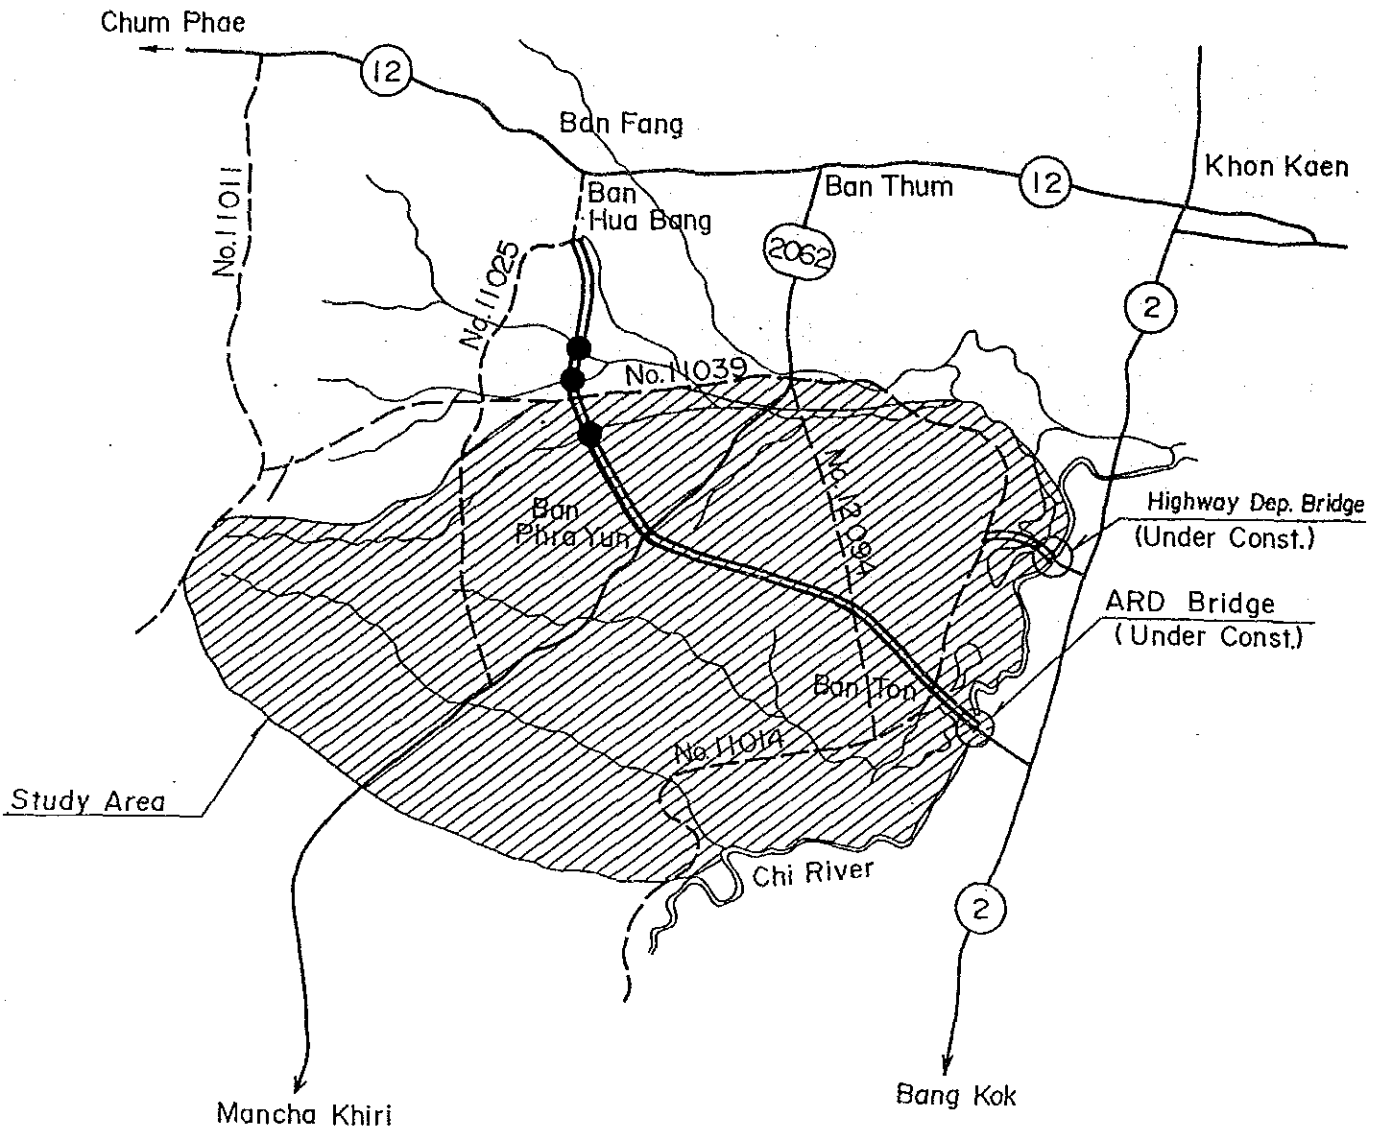 Chum Phae
12
Ban Fang
Khon Kaen
Ban Thum
12
Ban
Hua Bang
No.11011
No.11025
2062
2
No.11039
No.12094
Highway Dep. Bridge
(Under Const.)
Ban
Phra Yun
ARD Bridge
(Under Const.)
Ban Ton
No.11014
Study Area
Chi River
2
Bang Kok
Mancha Khiri